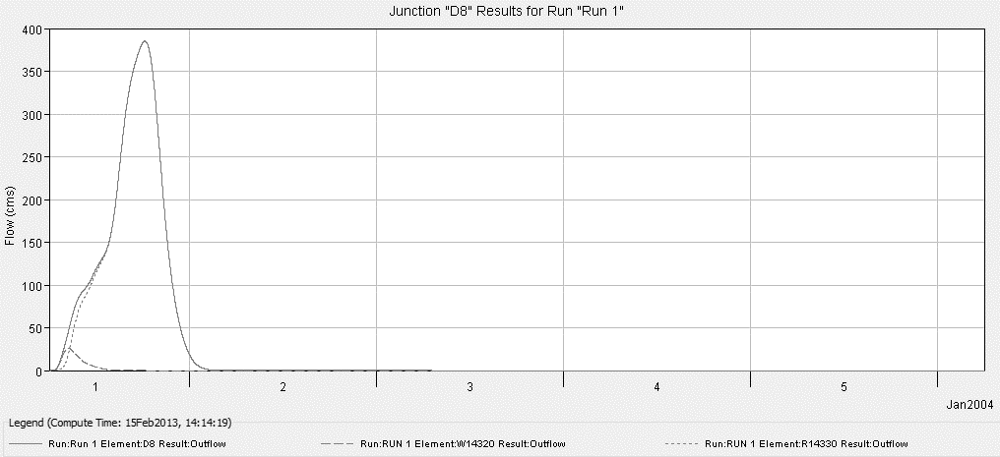 Junction "D8" Results for Run "Run 1"
400
350
300
250
200
150
100
50
0
Flow (cms)
1 2 3 4 5
Jan2004
Legend (Compute Time: 15Feb2013, 14:14:19)
Run:Run 1 Element:D8 Result:Outflow Run:RUN 1 Element:W14320 Result:Outflow Run:RUN 1 Element:R14330 Result:Outflow